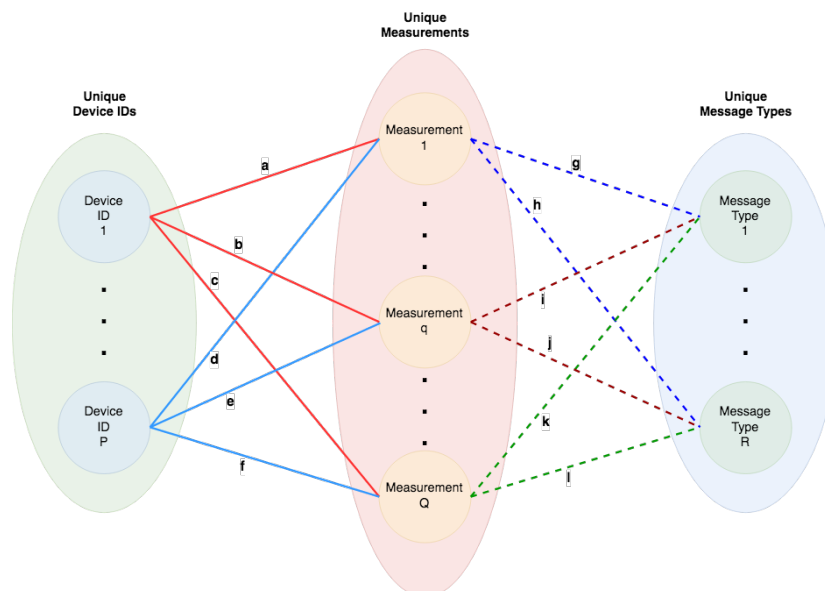 Unique
Measurements
Unique
Device IDs
Unique
Message Types
Measurement
1
a
g
Device
ID
1
h
Message
Type
1
b
c
i
Measurement
q
j
d
e
k
Device
ID
P
Message
Type
R
f
l
Measurement
Q